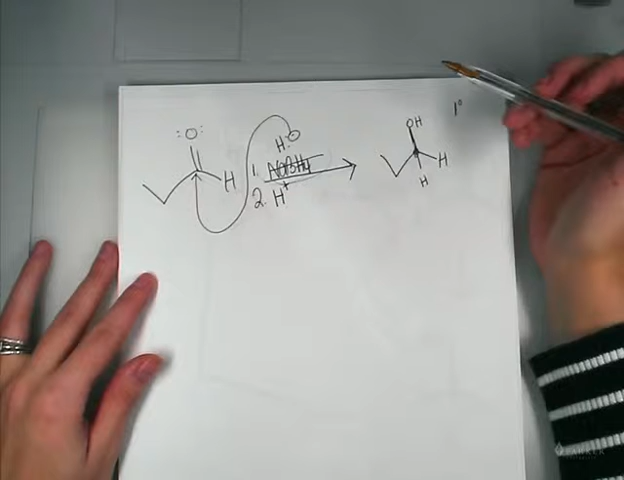 :O:
H
H:⊖
1. NaBH4
2. H+
OH
H
H
1°